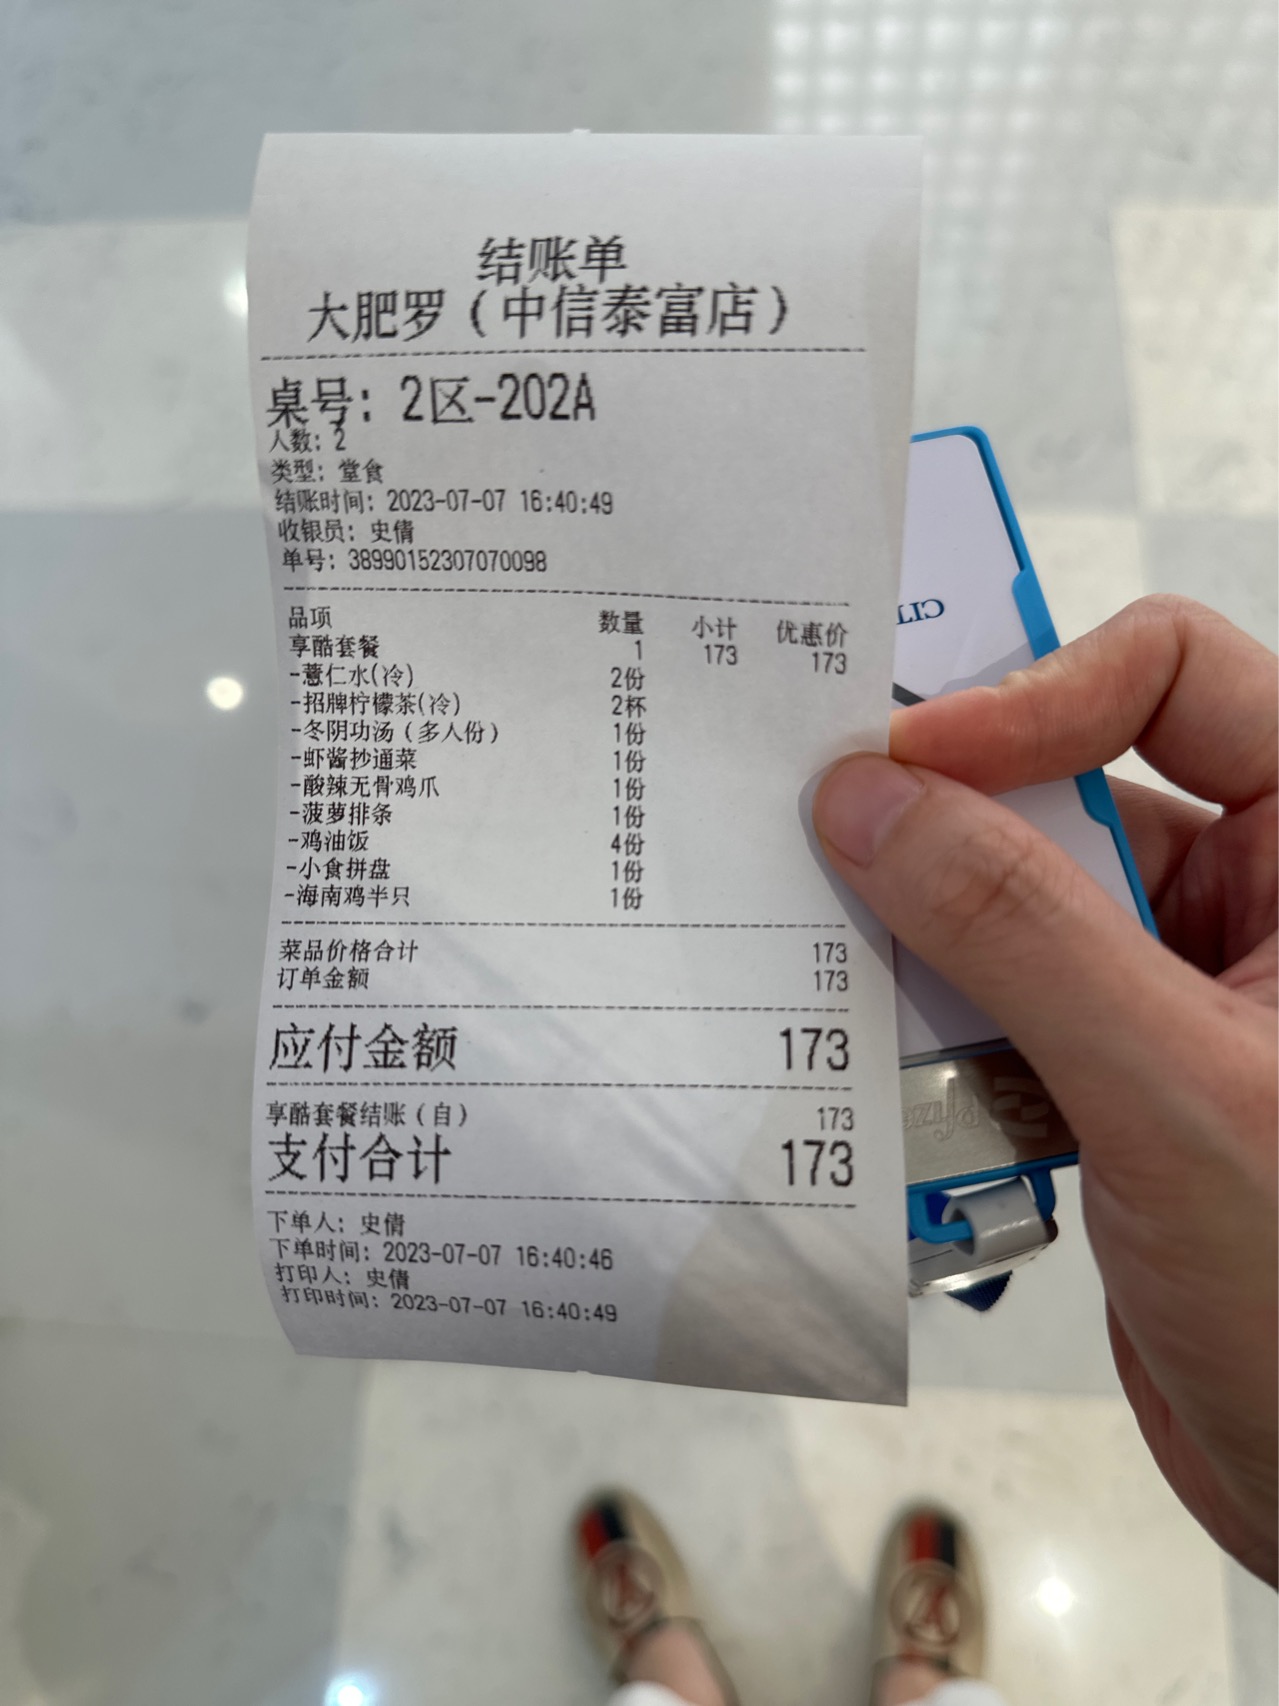 结账单
大肥罗（中信泰富店）
桌号: 2区-202A
人数: 2
类型: 堂食
结账时间: 2023-07-07 16:40:49
收银员: 史倩
单号: 38990152307070098
品项 数量 小计 优惠价
享酷套餐 1 173 173
-薏仁水(冷) 2份
-招牌柠檬茶(冷) 2杯
-冬阴功汤（多人份） 1份
-虾酱抄通菜 1份
-酸辣无骨鸡爪 1份
-菠萝排条 1份
-鸡油饭 4份
-小食拼盘 1份
-海南鸡半只 1份
菜品价格合计 173
订单金额 173
应付金额 173
享酷套餐结账（自） 173
支付合计 173
下单人: 史倩
下单时间: 2023-07-07 16:40:46
打印人: 史倩
打印时间: 2023-07-07 16:40:49
Pfizer